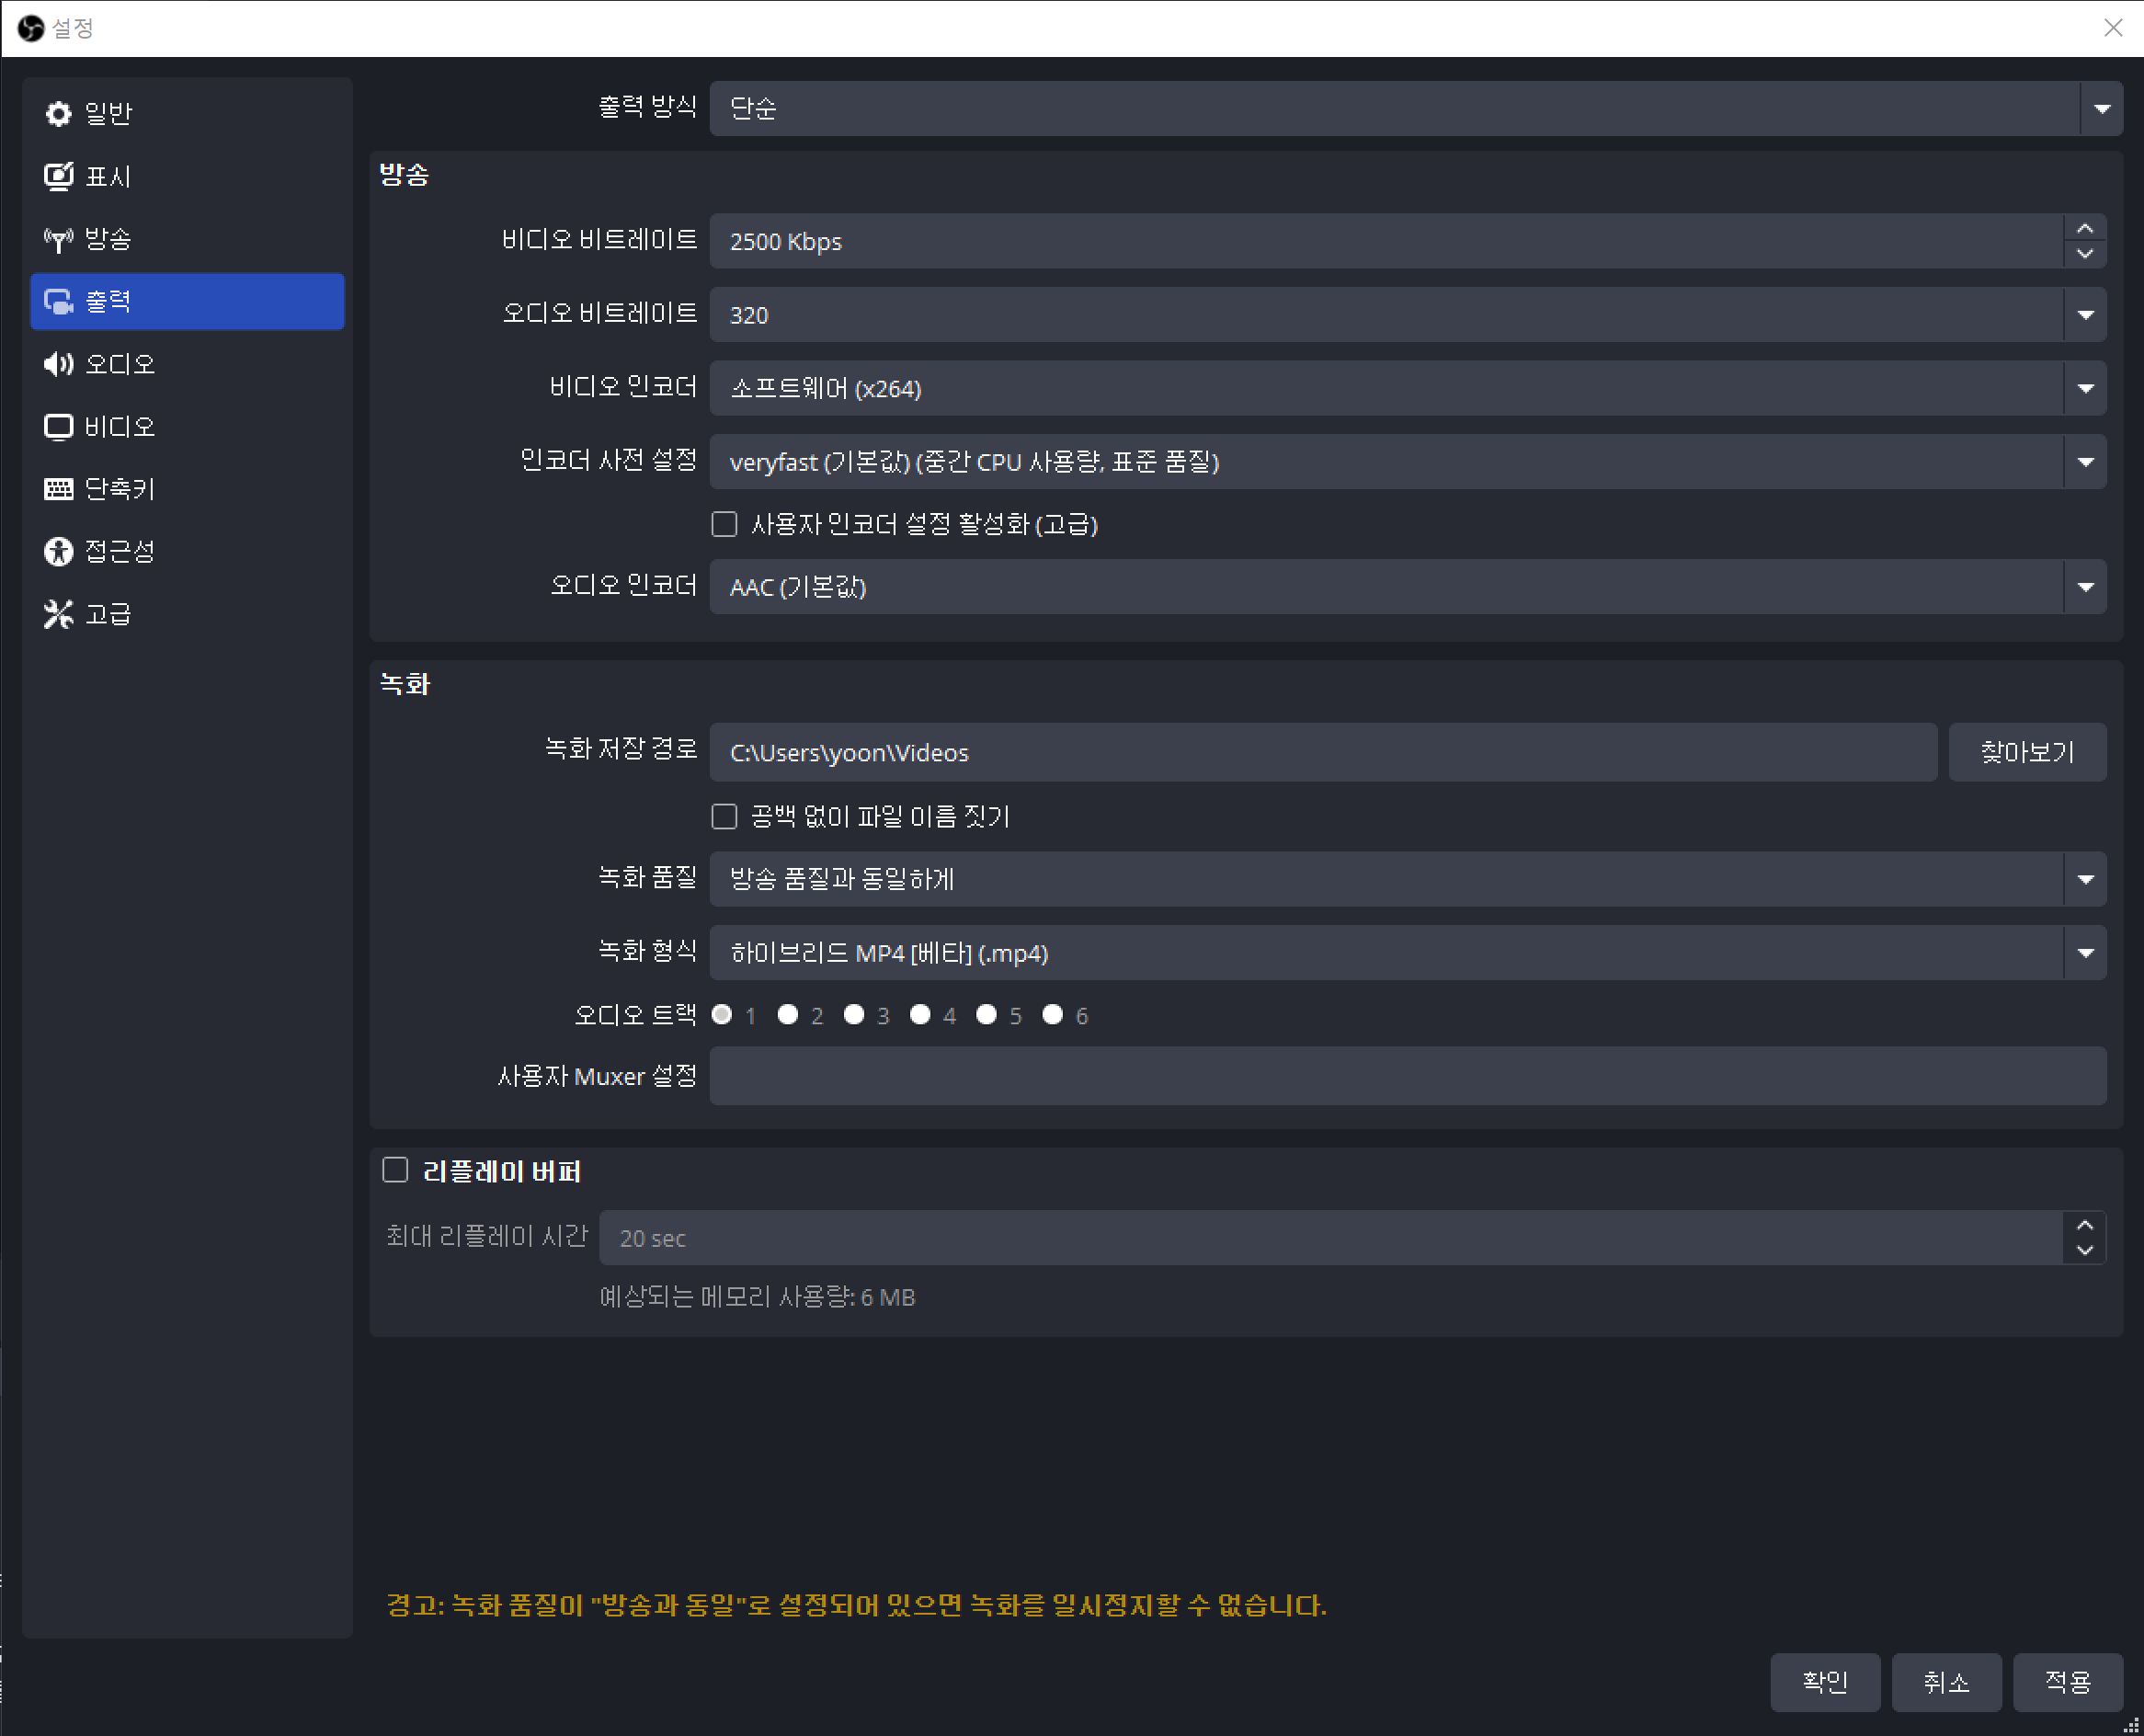 설정
일반
표시
방송
출력
오디오
비디오
단축키
접근성
고급
출력 방식 단순
방송
비디오 비트레이트 2500 Kbps
오디오 비트레이트 320
비디오 인코더 소프트웨어 (x264)
인코더 사전 설정 veryfast (기본값) (중간 CPU 사용량, 표준 품질)
사용자 인코더 설정 활성화 (고급)
오디오 인코더 AAC (기본값)
녹화
녹화 저장 경로 C:\Users\yoon\Videos 찾아보기
공백 없이 파일 이름 짓기
녹화 품질 방송 품질과 동일하게
녹화 형식 하이브리드 MP4 [베타] (.mp4)
오디오 트랙 1 2 3 4 5 6
사용자 Muxer 설정
리플레이 버퍼
최대 리플레이 시간 20 sec
예상되는 메모리 사용량: 6 MB
경고: 녹화 품질이 "방송과 동일"로 설정되어 있으면 녹화를 일시정지할 수 없습니다.
확인 취소 적용